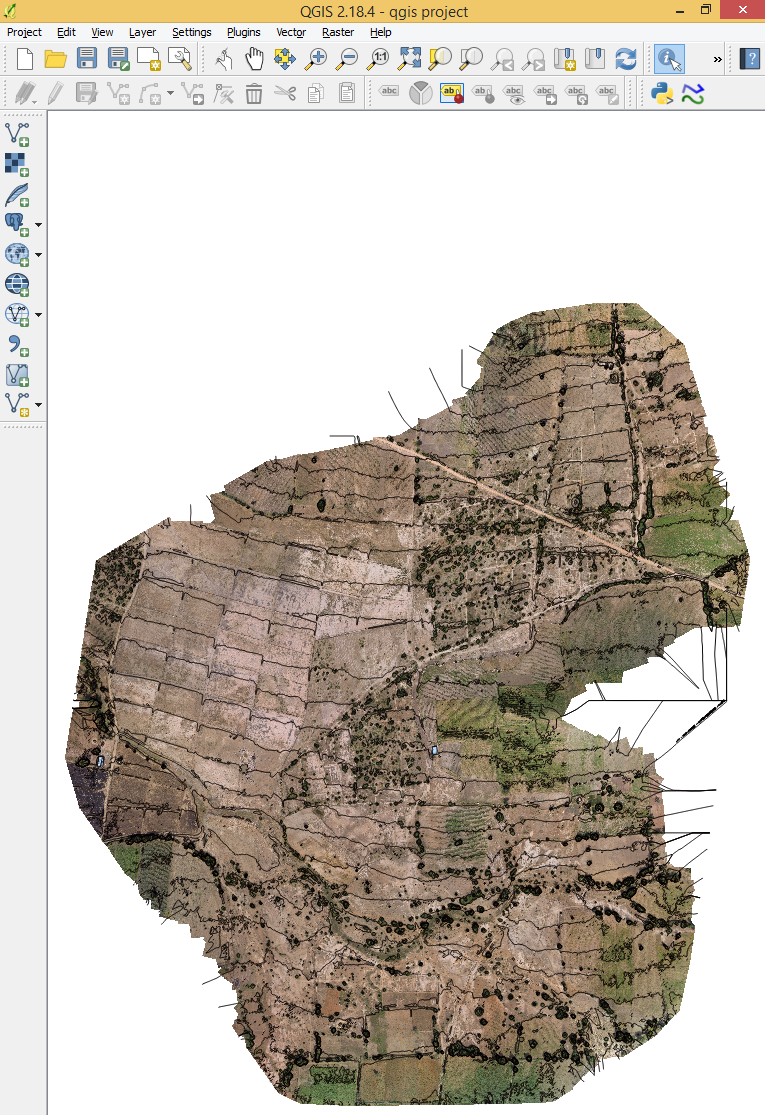 QGIS 2.18.4 - qgis project
Project Edit View Layer Settings Plugins Vector Raster Help
1:1 » ?
abc ab abc abc abc abc abc